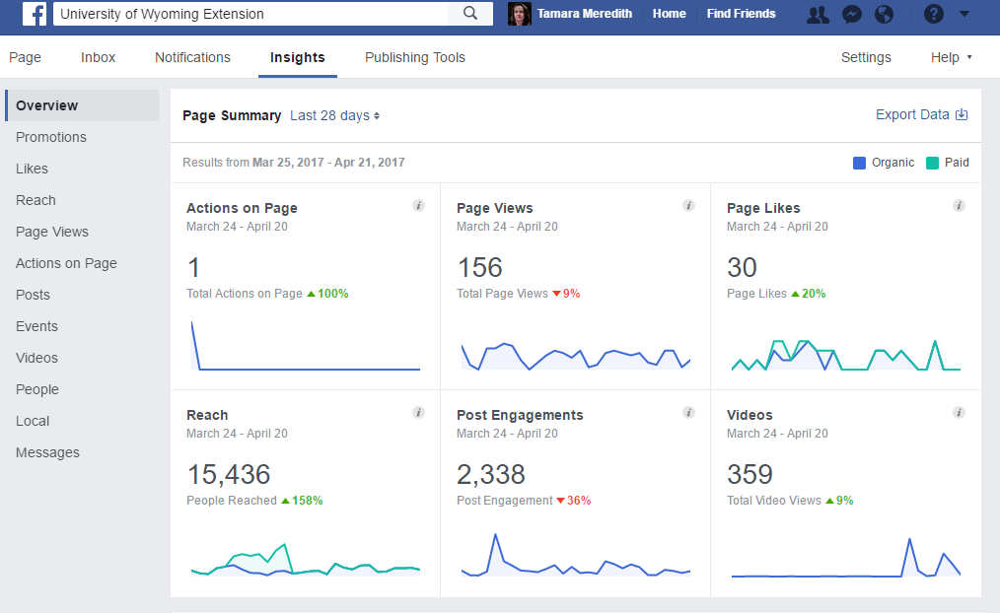 f University of Wyoming Extension Tamara Meredith Home Find Friends ?
Page Inbox Notifications Insights Publishing Tools Settings Help
Overview
Promotions
Likes
Reach
Page Views
Actions on Page
Posts
Events
Videos
People
Local
Messages
Page Summary Last 28 days Export Data
Results from Mar 25, 2017 - Apr 21, 2017 Organic Paid
Actions on Page i
March 24 - April 20
1
Total Actions on Page 100%
Page Views i
March 24 - April 20
156
Total Page Views 9%
Page Likes i
March 24 - April 20
30
Page Likes 20%
Reach i
March 24 - April 20
15,436
People Reached 158%
Post Engagements i
March 24 - April 20
2,338
Post Engagement 36%
Videos i
March 24 - April 20
359
Total Video Views 9%